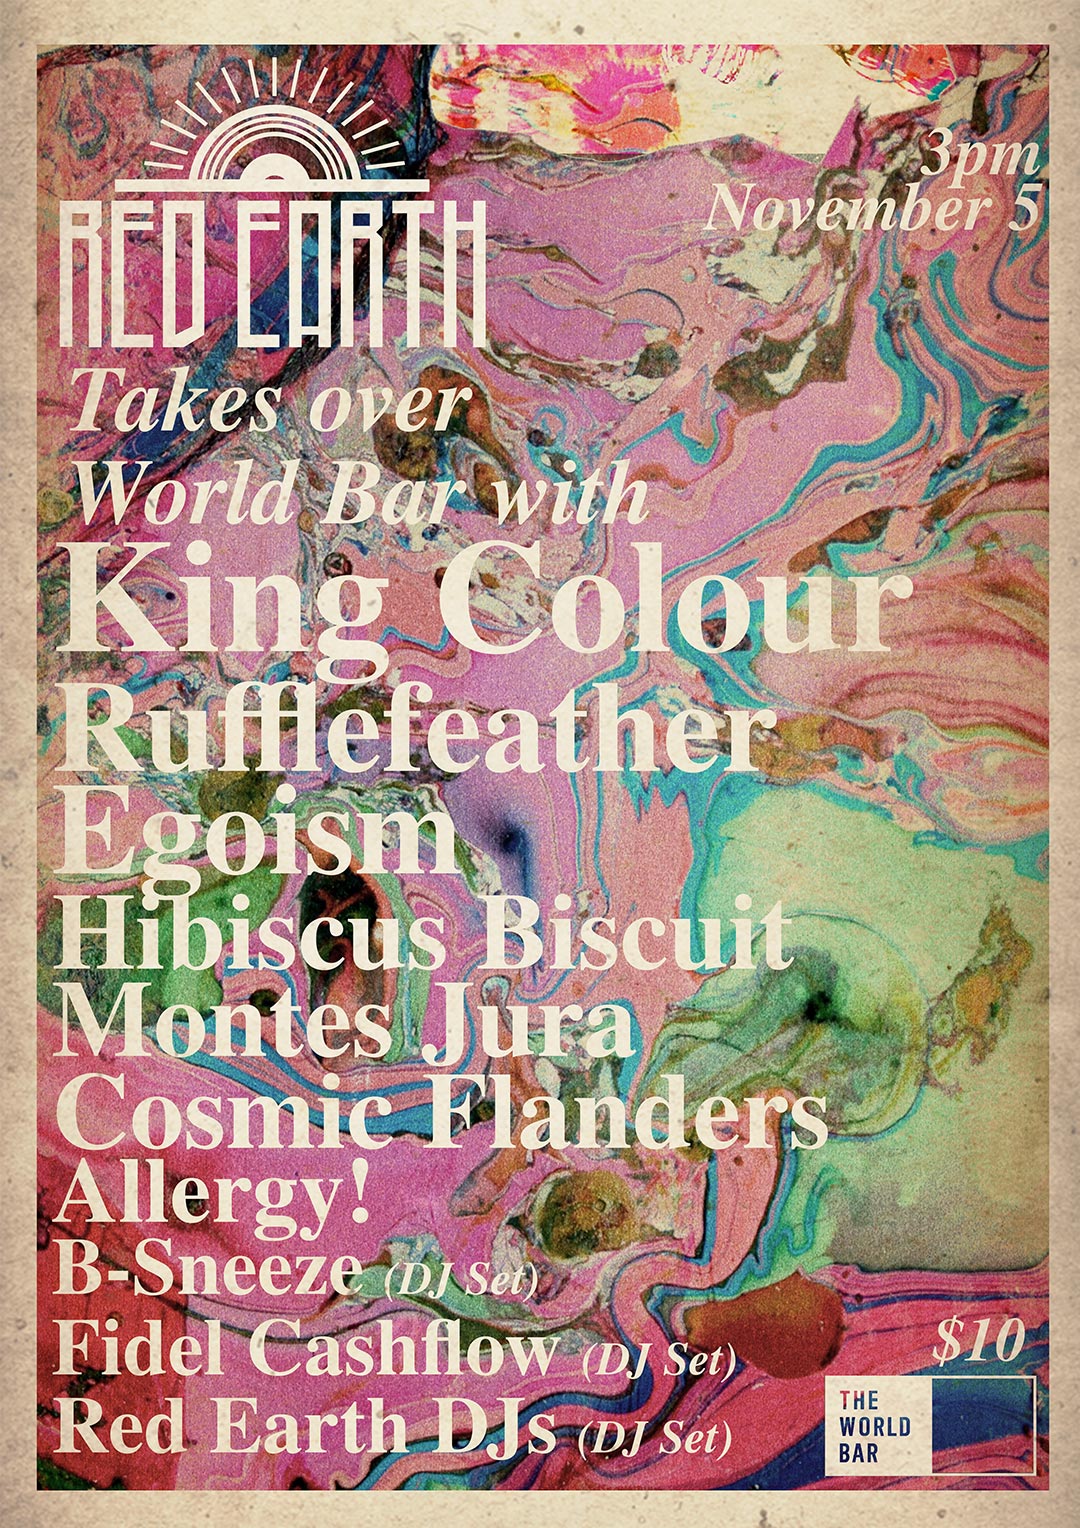 3pm
November 5
RED EARTH
Takes over
World Bar with
King Colour
Rufflefeather
Egoism
Hibiscus Biscuit
Montes Jura
Cosmic Flanders
Allergy!
B-Sneeze (DJ Set)
Fidel Cashflow (DJ Set)
Red Earth DJs (DJ Set)
$10
THE
WORLD
BAR